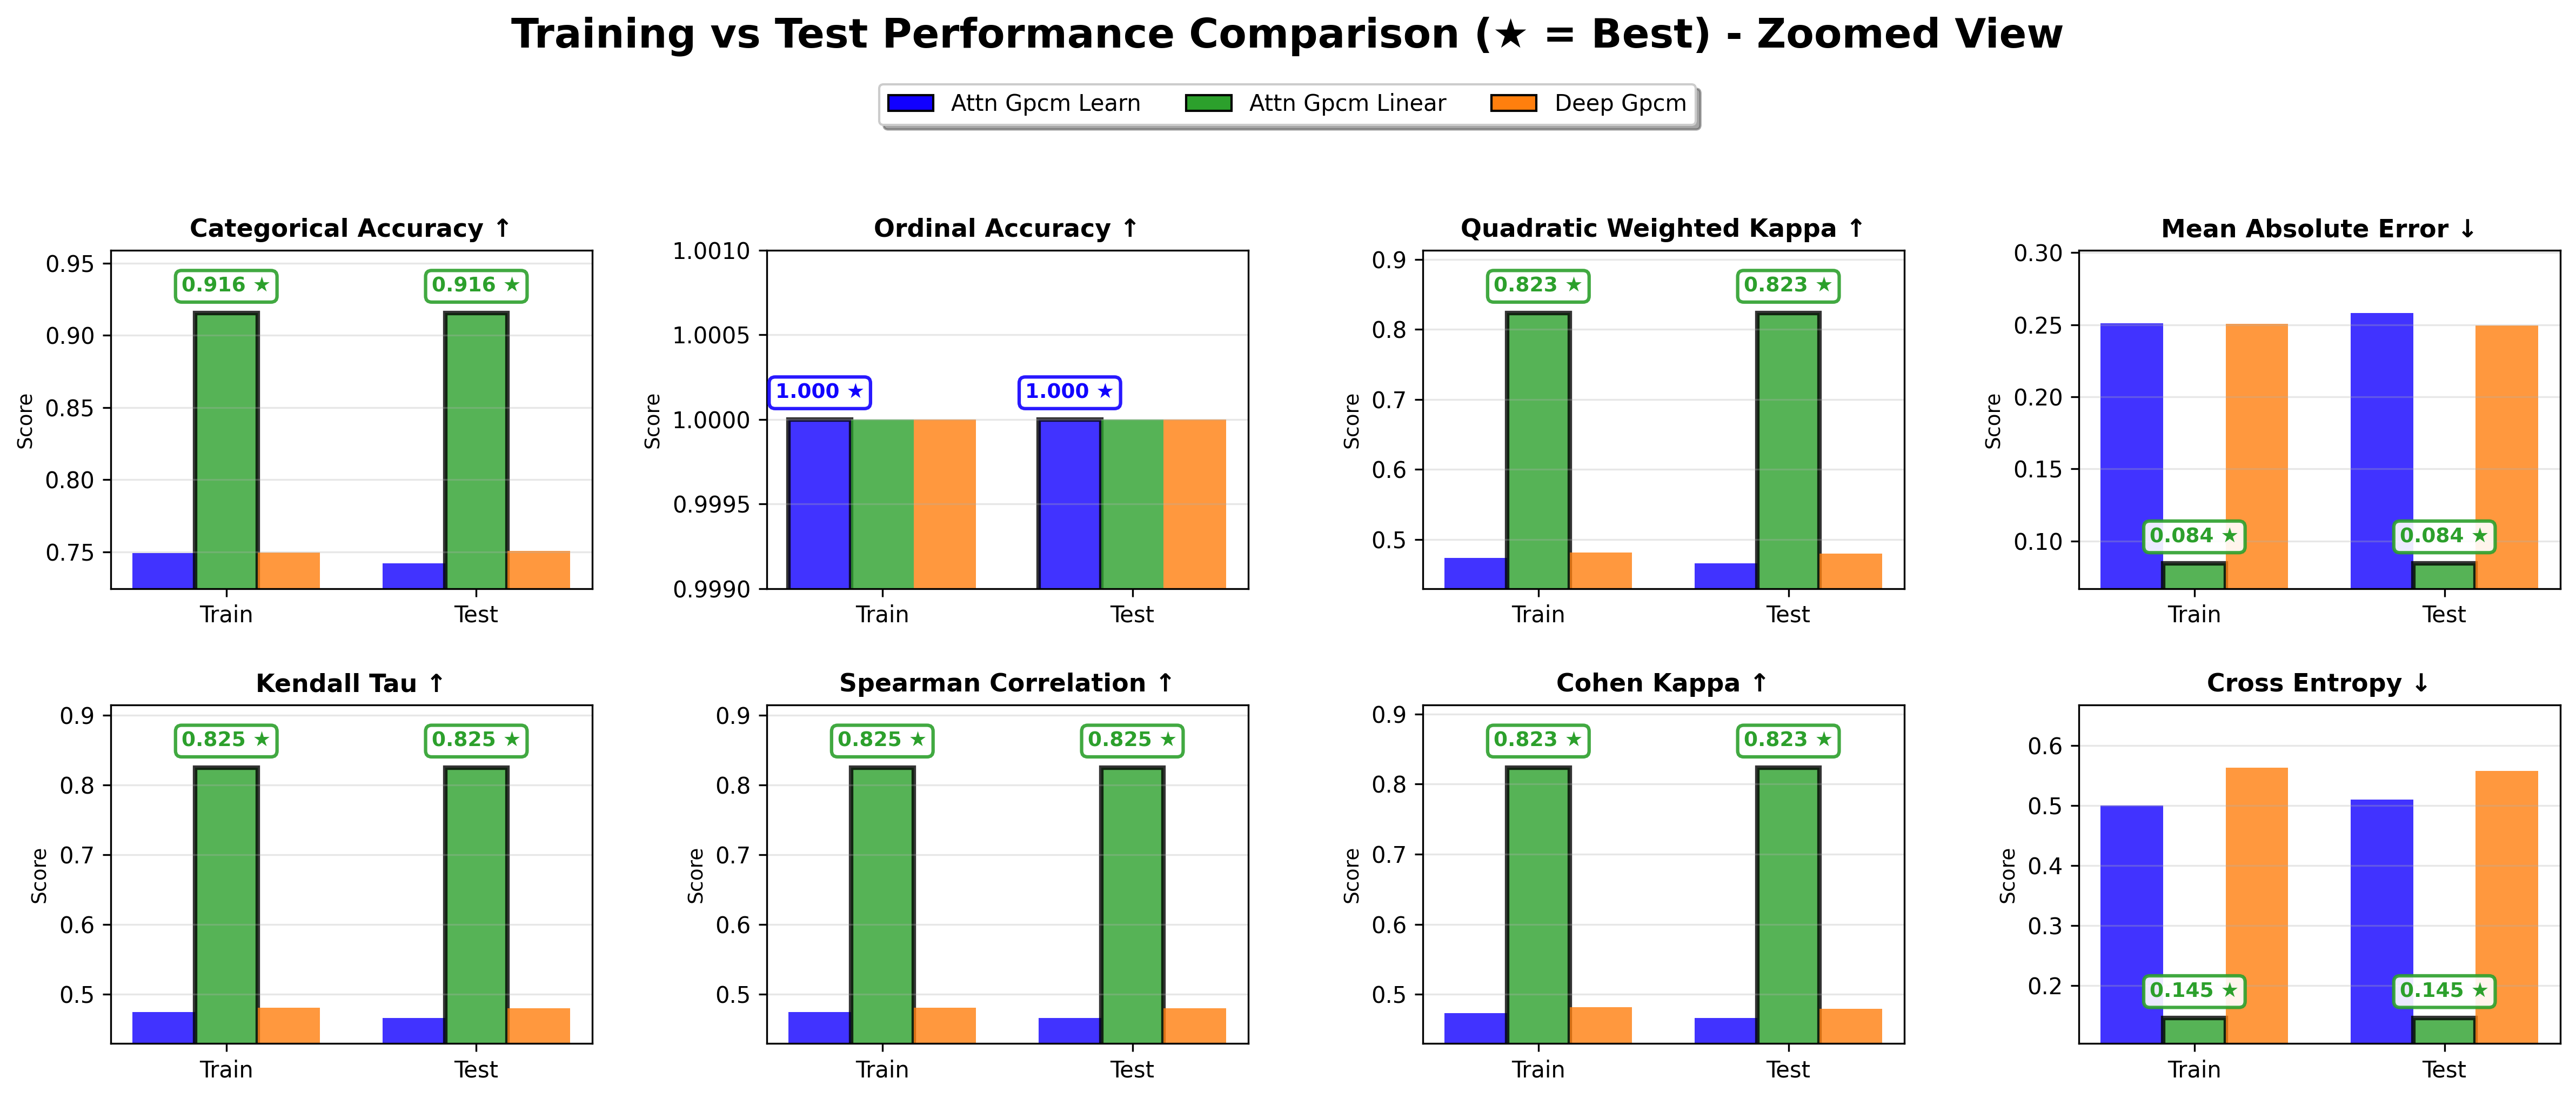 Training vs Test Performance Comparison (★ = Best) - Zoomed View
Attn Gpcm Learn
Attn Gpcm Linear
Deep Gpcm
Categorical Accuracy ↑
Score
0.95
0.90
0.85
0.80
0.75
0.916 ★
0.916 ★
Train
Test
Ordinal Accuracy ↑
Score
1.0010
1.0005
1.0000
0.9995
0.9990
1.000 ★
1.000 ★
Train
Test
Quadratic Weighted Kappa ↑
Score
0.9
0.8
0.7
0.6
0.5
0.823 ★
0.823 ★
Train
Test
Mean Absolute Error ↓
Score
0.30
0.25
0.20
0.15
0.10
0.084 ★
0.084 ★
Train
Test
Kendall Tau ↑
Score
0.9
0.8
0.7
0.6
0.5
0.825 ★
0.825 ★
Train
Test
Spearman Correlation ↑
Score
0.9
0.8
0.7
0.6
0.5
0.825 ★
0.825 ★
Train
Test
Cohen Kappa ↑
Score
0.9
0.8
0.7
0.6
0.5
0.823 ★
0.823 ★
Train
Test
Cross Entropy ↓
Score
0.6
0.5
0.4
0.3
0.2
0.145 ★
0.145 ★
Train
Test